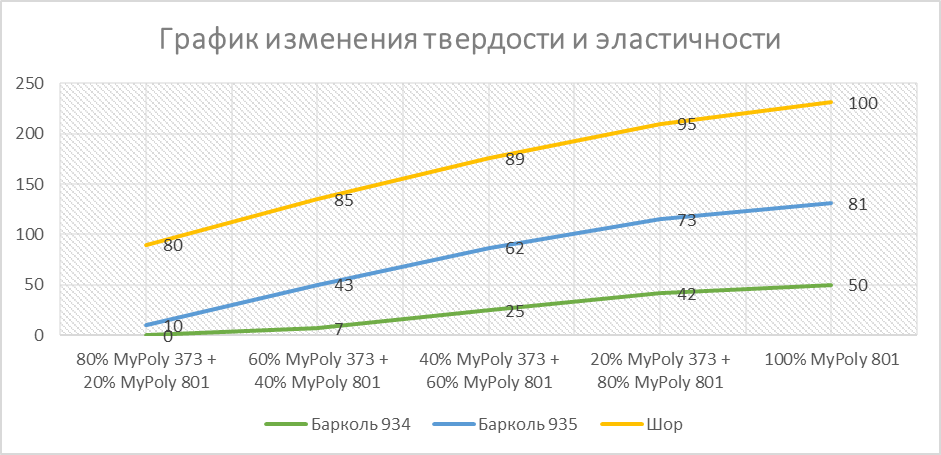 График изменения твердости и эластичности
250
200
150
100
50
0
100
95
89
85
80
81
73
62
43
10
50
42
25
7
0
80% MyPoly 373 +
20% MyPoly 801
60% MyPoly 373 +
40% MyPoly 801
40% MyPoly 373 +
60% MyPoly 801
20% MyPoly 373 +
80% MyPoly 801
100% MyPoly 801
Барколь 934
Барколь 935
Шор